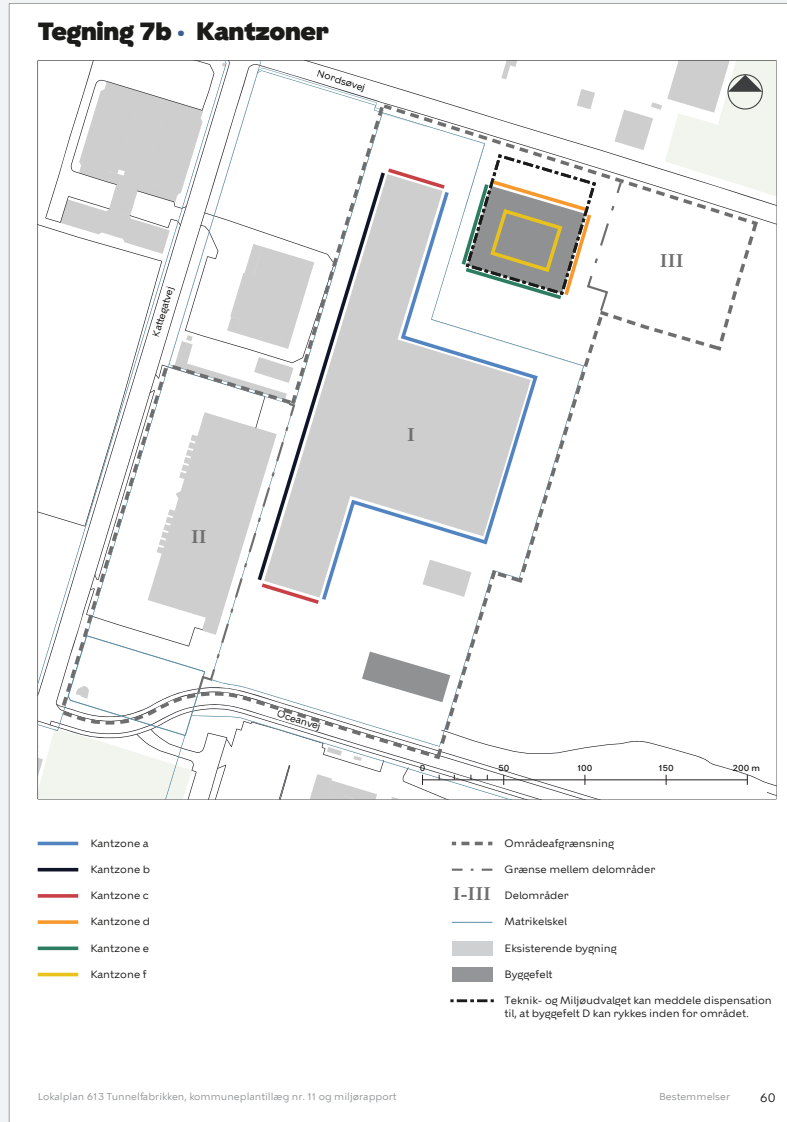 Tegning 7b • Kantzoner
Nordsøvej
III
Kattegatvej
I
II
Oceanvej
0 50 100 150 200 m
Kantzone a
Kantzone b
Kantzone c
Kantzone d
Kantzone e
Kantzone f
Områdeafgrænsning
Grænse mellem delområder
I-III Delområder
Matrikelskel
Eksisterende bygning
Byggefelt
Teknik- og Miljøudvalget kan meddele dispensation
til, at byggefelt D kan rykkes inden for området.
Lokalplan 613 Tunnelfabrikken, kommuneplantillæg nr. 11 og miljørapport
Bestemmelser 60